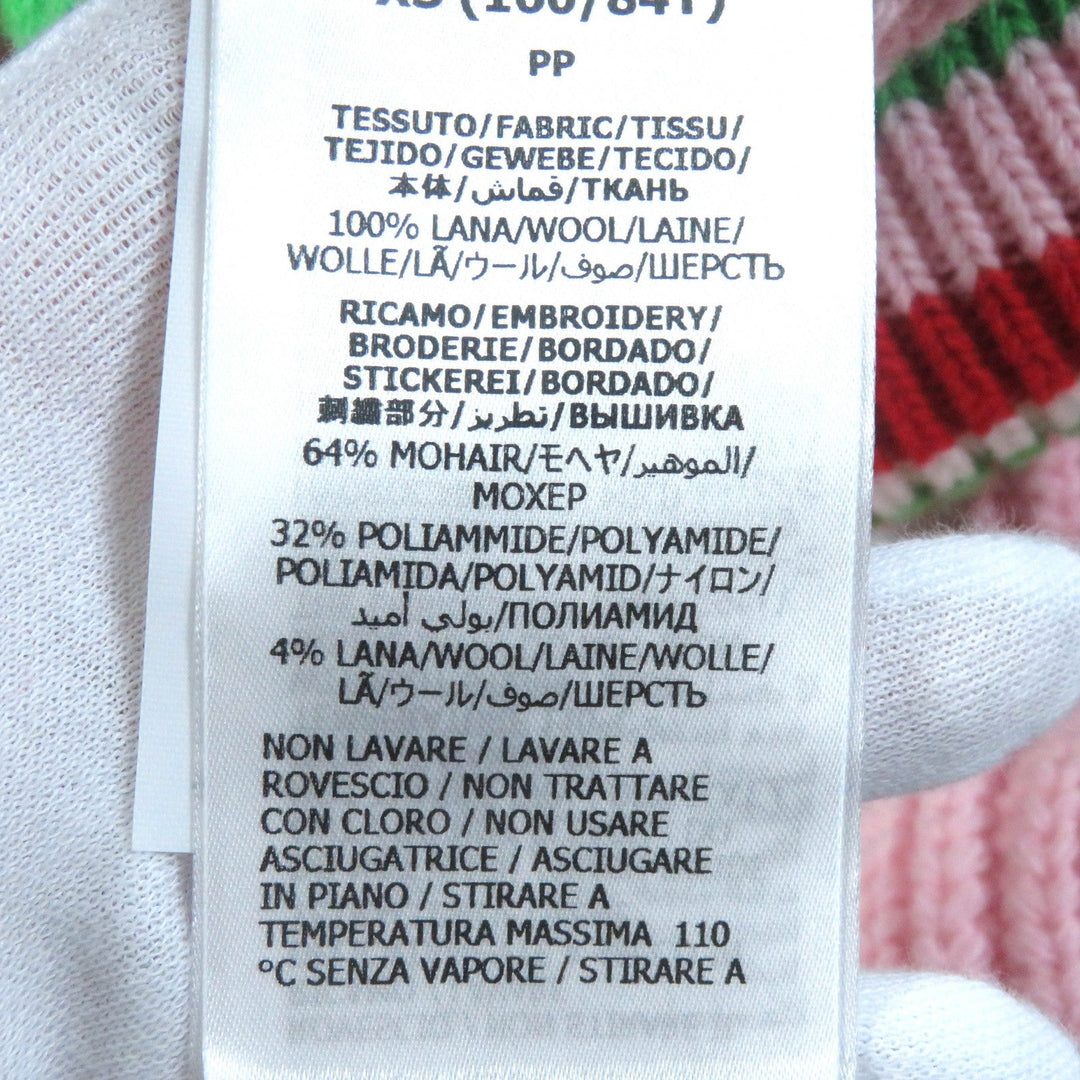 XS (160/84Y)
PP
TESSUTO/FABRIC/TISSU/
TEJIDO/GEWEBE/TECIDO/
本体/قماش/ТКАНЬ
100% LANA/WOOL/LAINE/
WOLLE/LÃ/ウール/صوف/ШЕРСТЬ
RICAMO/EMBROIDERY/
BRODERIE/BORDADO/
STICKEREI/BORDADO/
刺繍部分/تطريز/ВЫШИВКА
64% MOHAIR/モヘヤ/الموهير/
МОХЕР
32% POLIAMMIDE/POLYAMIDE/
POLIAMIDA/POLYAMID/ナイロン/
بولي أميد/ПОЛИАМИД
4% LANA/WOOL/LAINE/WOLLE/
LÃ/ウール/صوف/ШЕРСТЬ
NON LAVARE / LAVARE A
ROVESCIO / NON TRATTARE
CON CLORO / NON USARE
ASCIUGATRICE / ASCIUGARE
IN PIANO / STIRARE A
TEMPERATURA MASSIMA 110
°C SENZA VAPORE / STIRARE A